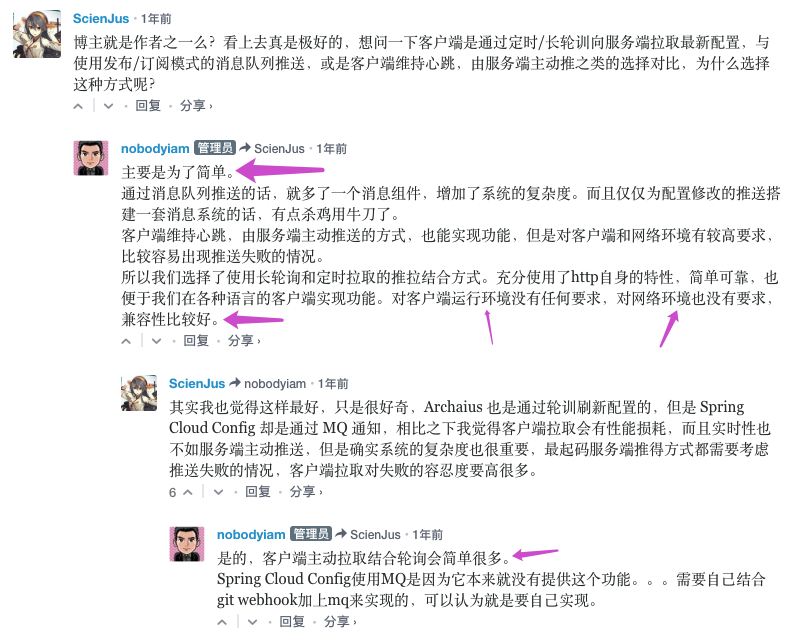 ScienJus · 1年前
博主就是作者之一么？看上去真是极好的，想问一下客户端是通过定时/长轮训向服务端拉取最新配置，与
使用发布/订阅模式的消息队列推送，或是客户端维持心跳，由服务端主动推之类的选择对比，为什么选择
这种方式呢？
· 回复 · 分享 ›
nobodyiam 管理员 ScienJus · 1年前
主要是为了简单。
通过消息队列推送的话，就多了一个消息组件，增加了系统的复杂度。而且仅仅为配置修改的推送搭
建一套消息系统的话，有点杀鸡用牛刀了。
客户端维持心跳，由服务端主动推送的方式，也能实现功能，但是对客户端和网络环境有较高要求，
比较容易出现推送失败的情况。
所以我们选择了使用长轮询和定时拉取的推拉结合方式。充分使用了http自身的特性，简单可靠，也
便于我们在各种语言的客户端实现功能。对客户端运行环境没有任何要求，对网络环境也没有要求，
兼容性比较好。
· 回复 · 分享 ›
ScienJus nobodyiam · 1年前
其实我也觉得这样最好，只是很好奇，Archaius 也是通过轮训刷新配置的，但是 Spring
Cloud Config 却是通过 MQ 通知，相比之下我觉得客户端拉取会有性能损耗，而且实时性也
不如服务端主动推送，但是确实系统的复杂度也很重要，最起码服务端推得方式都需要考虑
推送失败的情况，客户端拉取对失败的容忍度要高很多。
6 · 回复 · 分享 ›
nobodyiam 管理员 ScienJus · 1年前
是的，客户端主动拉取结合轮询会简单很多。
Spring Cloud Config使用MQ是因为它本来就没有提供这个功能。。。需要自己结合
git webhook加上mq来实现的，可以认为就是要自己实现。
· 回复 · 分享 ›